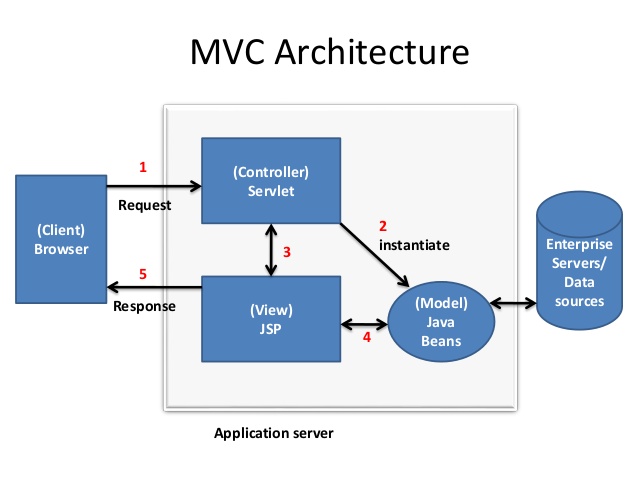 MVC Architecture
1
Request
(Client)
Browser
(Controller)
Servlet
2
instantiate
3
5
Response
(View)
JSP
4
(Model)
Java
Beans
Enterprise
Servers/
Data
sources
Application server